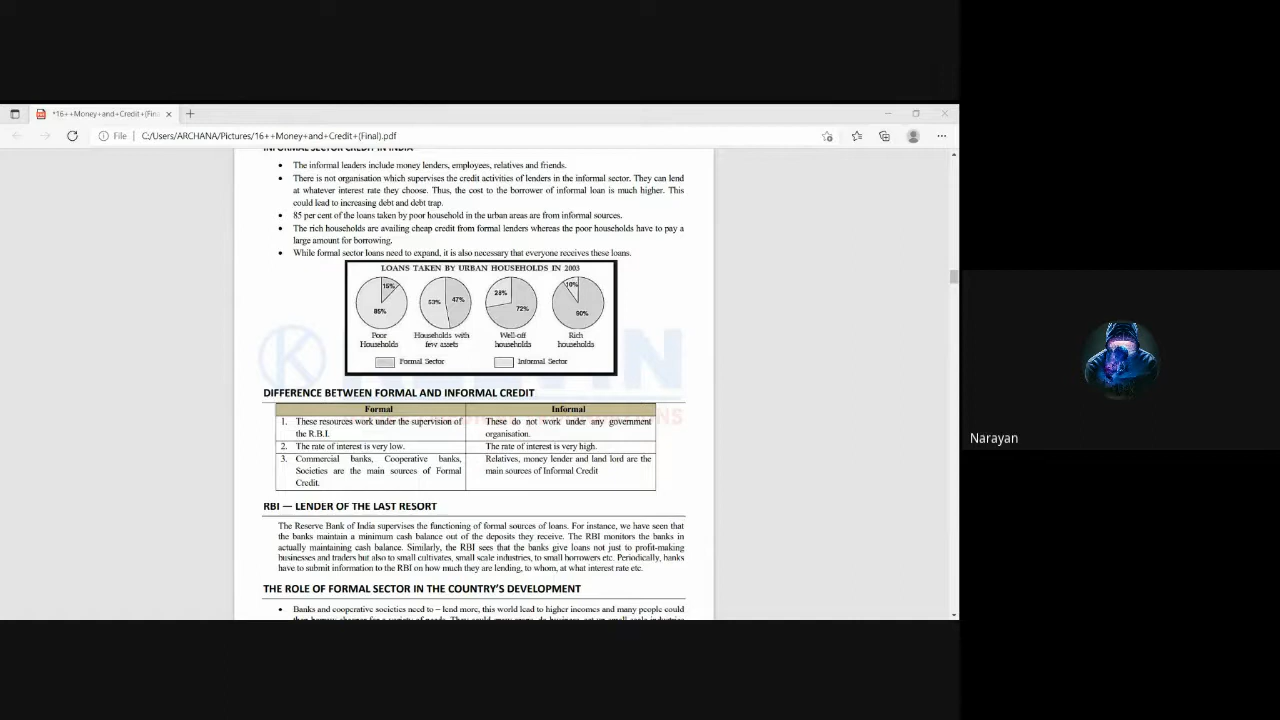 *16++Money+and+Credit+(Fin
File | C:/Users/ARCHANA/Pictures/16++Money+and+Credit+(Final).pdf
INFORMAL SECTOR CREDIT IN INDIA
• The informal leaders include money lenders, employees, relatives and friends.
• There is not organisation which supervises the credit activities of lenders in the informal sector. They can lend
at whatever interest rate they choose. Thus, the cost to the borrower of informal loan is much higher. This
could lead to increasing debt and debt trap.
• 85 per cent of the loans taken by poor household in the urban areas are from informal sources.
• The rich households are availing cheap credit from formal lenders whereas the poor households have to pay a
large amount for borrowing.
• While formal sector loans need to expand, it is also necessary that everyone receives these loans.
LOANS TAKEN BY URBAN HOUSEHOLDS IN 2003
15% 85%
53% 47%
28% 72%
10% 90%
Poor
Households
Households with
few assets
Well-off
households
Rich
households
Formal Sector Informal Sector
DIFFERENCE BETWEEN FORMAL AND INFORMAL CREDIT
Formal Informal
1. These resources work under the supervision of
the R.B.I.
These do not work under any government
organisation.
2. The rate of interest is very low. The rate of interest is very high.
3. Commercial banks, Cooperative banks,
Societies are the main sources of Formal
Credit.
Relatives, money lender and land lord are the
main sources of Informal Credit
RBI — LENDER OF THE LAST RESORT
The Reserve Bank of India supervises the functioning of formal sources of loans. For instance, we have seen that
the banks maintain a minimum cash balance out of the deposits they receive. The RBI monitors the banks in
actually maintaining cash balance. Similarly, the RBI sees that the banks give loans not just to profit-making
businesses and traders but also to small cultivates, small scale industries, to small borrowers etc. Periodically, banks
have to submit information to the RBI on how much they are lending, to whom, at what interest rate etc.
THE ROLE OF FORMAL SECTOR IN THE COUNTRY'S DEVELOPMENT
• Banks and cooperative societies need to – lend more, this world lead to higher incomes and many people could
Narayan